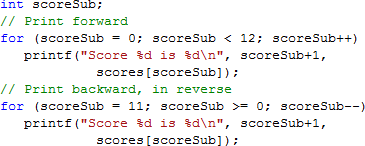 int scoreSub;
// Print forward
for (scoreSub = 0; scoreSub < 12; scoreSub++)
printf("Score %d is %d\n", scoreSub+1,
scores[scoreSub]);
// Print backward, in reverse
for (scoreSub = 11; scoreSub >= 0; scoreSub--)
printf("Score %d is %d\n", scoreSub+1,
scores[scoreSub]);